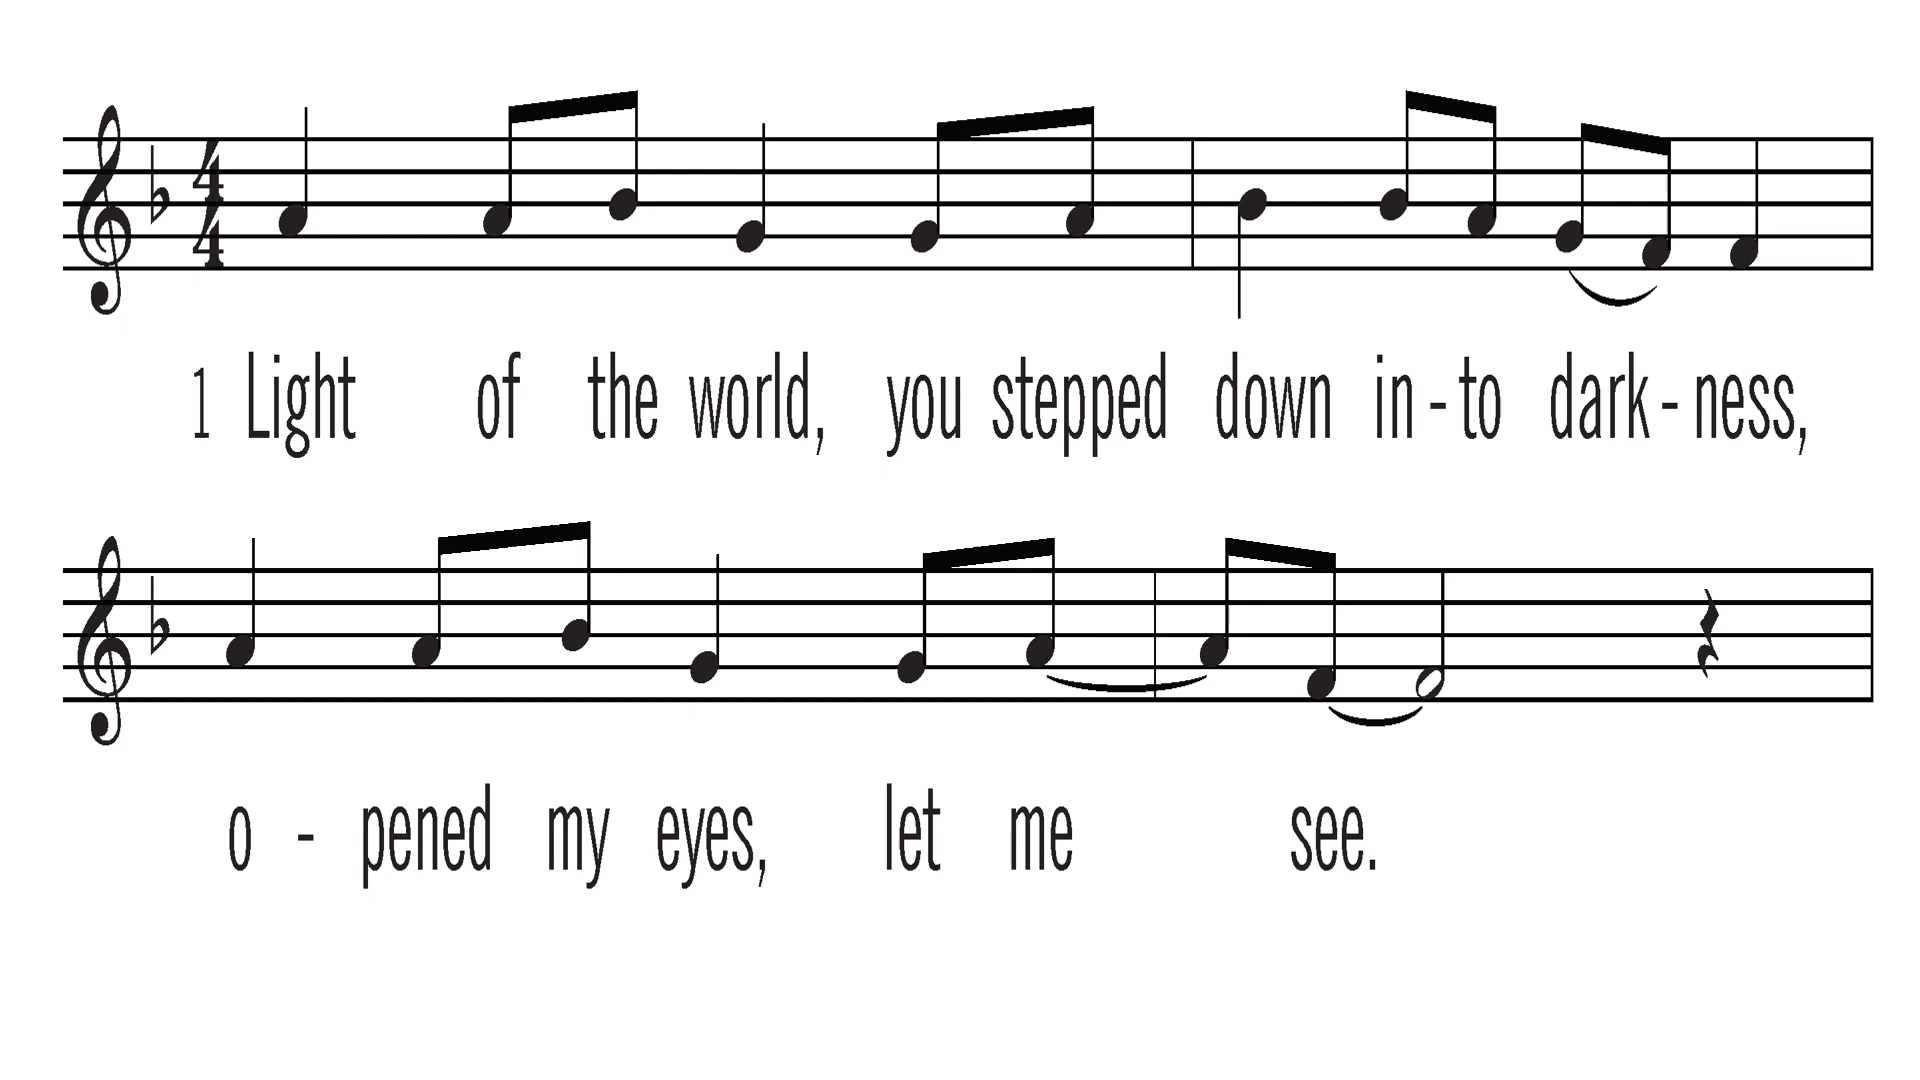 1 Light of the world, you stepped down in - to dark - ness,
o - pened my eyes, let me see.